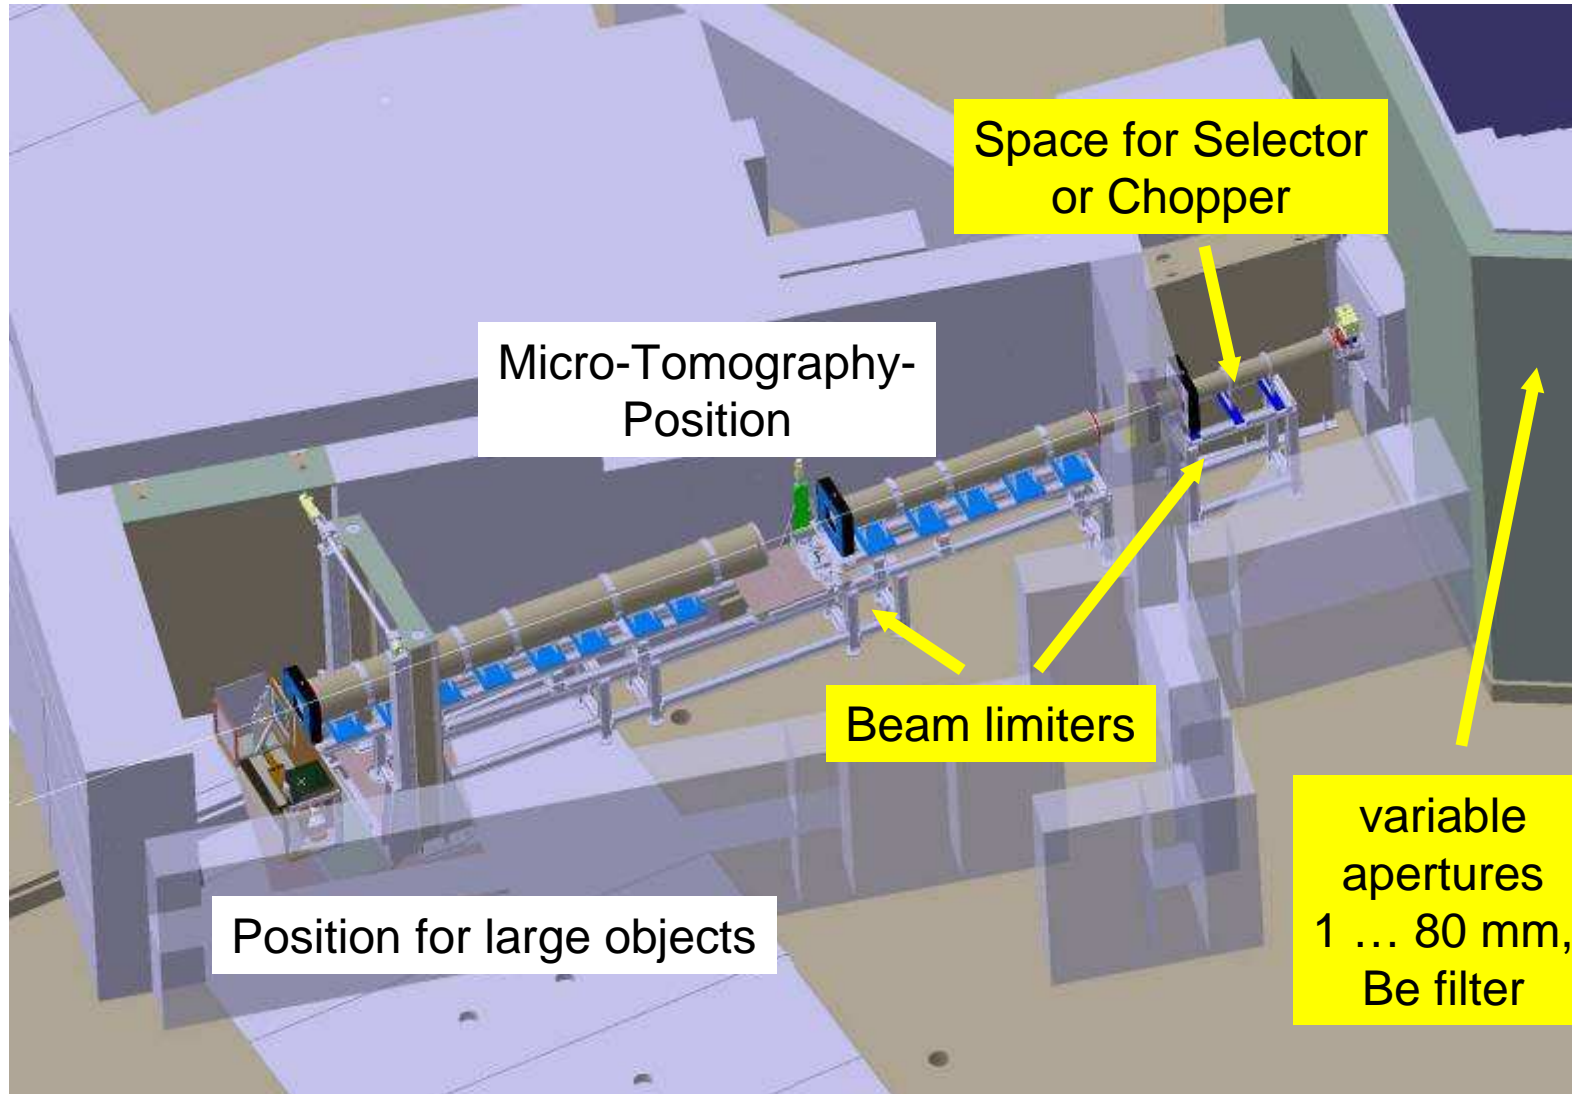 Space for Selector
or Chopper
Micro-Tomography-
Position
Beam limiters
variable
apertures
1 … 80 mm,
Be filter
Position for large objects